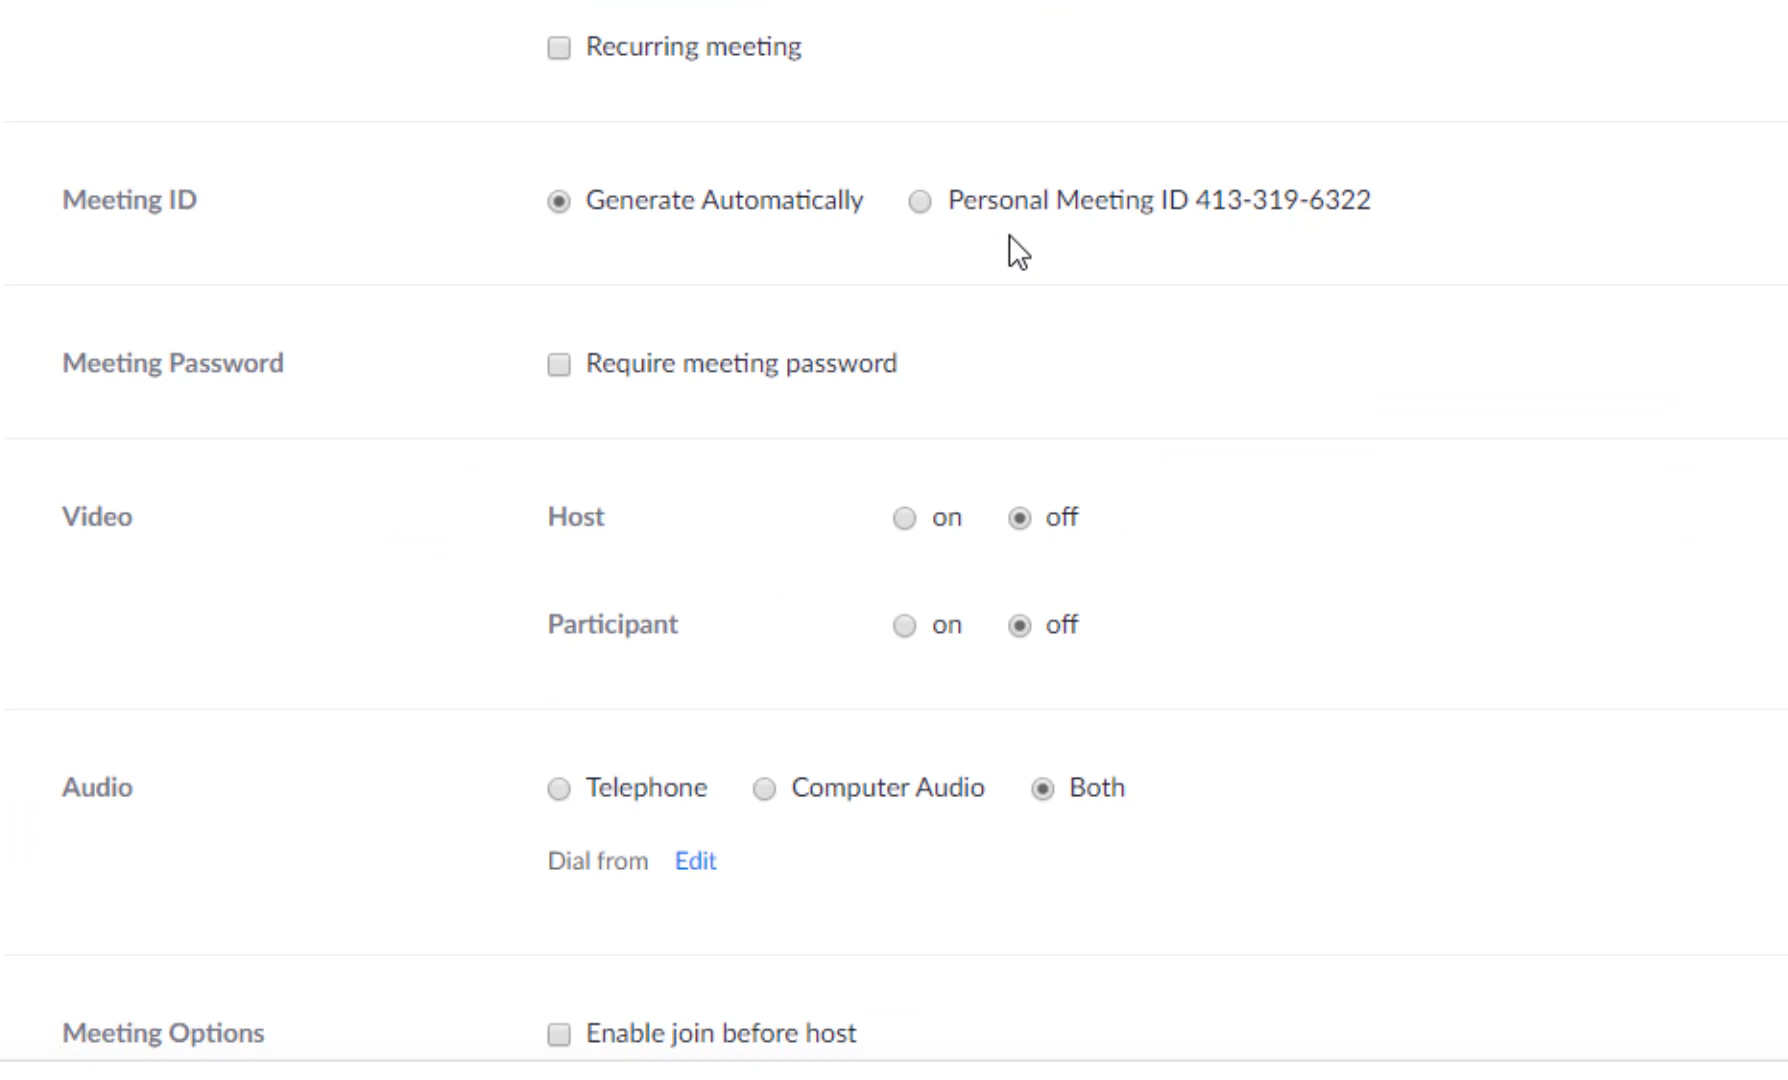 Recurring meeting
Meeting ID Generate Automatically Personal Meeting ID 413-319-6322
Meeting Password Require meeting password
Video Host on off
Participant on off
Audio Telephone Computer Audio Both
Dial from Edit
Meeting Options Enable join before host